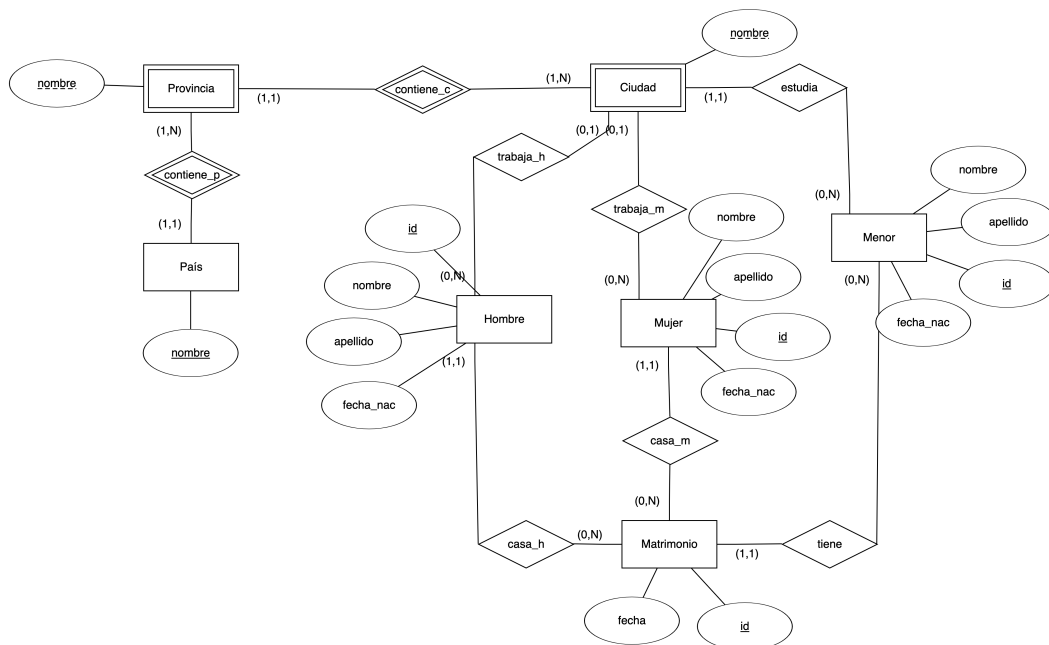 nombre
nombre
Provincia
(1,1)
contiene_c
(1,N)
Ciudad
(1,1)
estudia
(1,N)
(0,1)
(0,1)
trabaja_h
contiene_p
nombre
trabaja_m
(0,N)
nombre
apellido
(1,1)
id
Menor
País
(0,N)
nombre
(0,N)
apellido
(0,N)
id
Hombre
Mujer
id
fecha_nac
apellido
nombre
(1,1)
(1,1)
fecha_nac
fecha_nac
casa_m
(0,N)
casa_h
(0,N)
Matrimonio
(1,1)
tiene
fecha
id